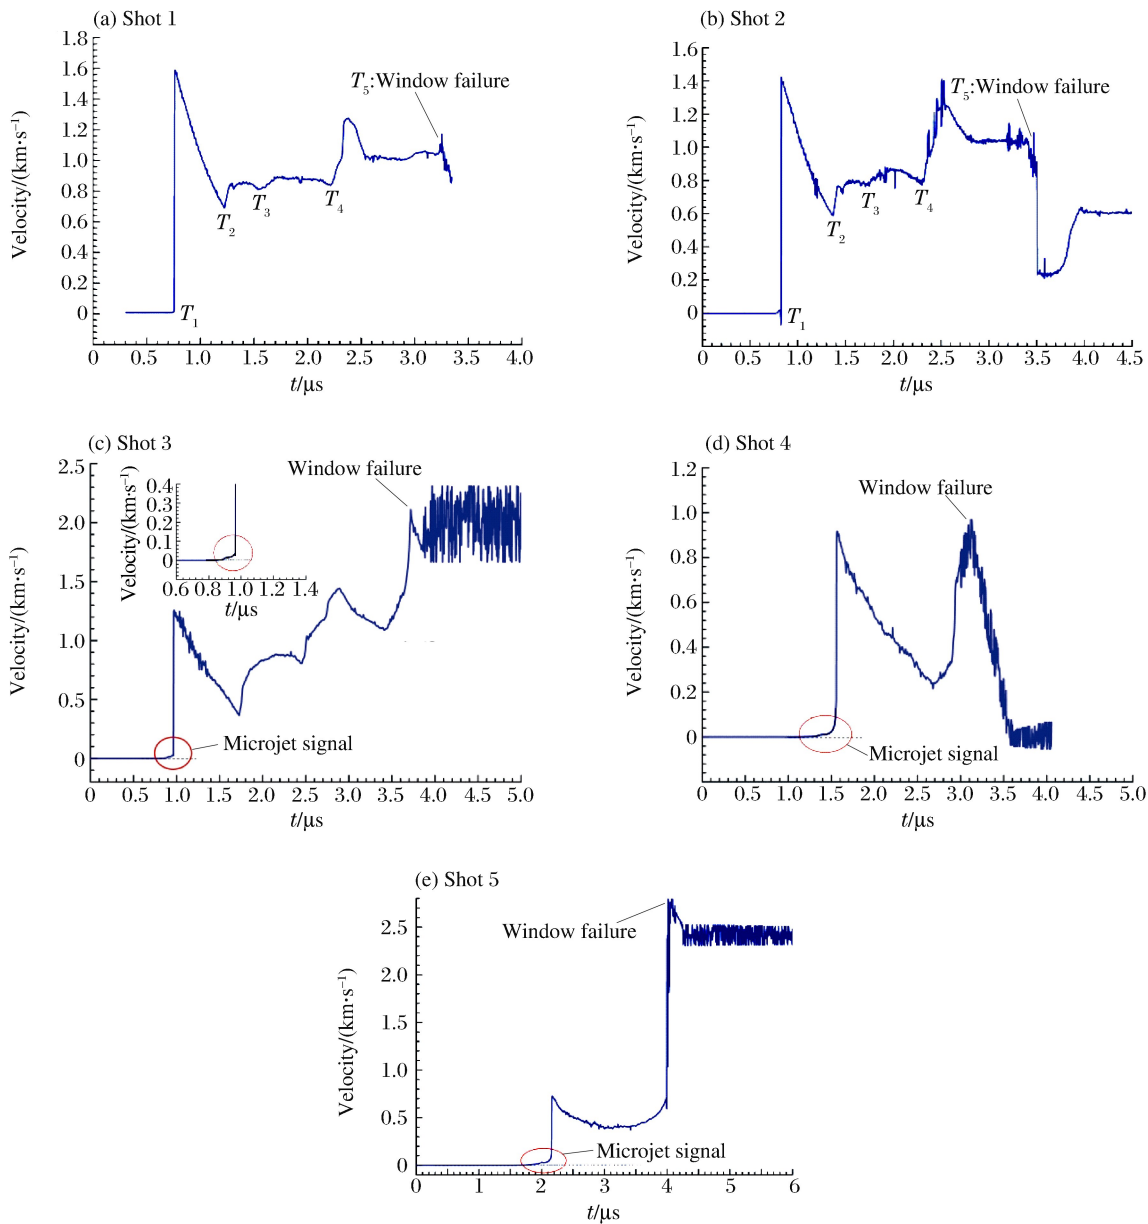 (a) Shot 1
Velocity/(km·s⁻¹)
1.8
1.6
1.4
1.2
1.0
0.8
0.6
0.4
0.2
0
T₅:Window failure
T₂
T₃
T₄
T₁
0 0.5 1.0 1.5 2.0 2.5 3.0 3.5 4.0
t/μs
(b) Shot 2
Velocity/(km·s⁻¹)
1.6
1.4
1.2
1.0
0.8
0.6
0.4
0.2
0
T₅:Window failure
T₃
T₄
T₂
T₁
0 0.5 1.0 1.5 2.0 2.5 3.0 3.5 4.0 4.5
t/μs
(c) Shot 3
Velocity/(km·s⁻¹)
2.5
2.0
1.5
1.0
0.5
0
Window failure
Velocity/(km·s⁻¹)
0.4
0.3
0.2
0.1
0
0.6 0.8 1.0 1.2 1.4
t/μs
Microjet signal
0 0.5 1.0 1.5 2.0 2.5 3.0 3.5 4.0 4.5 5.0
t/μs
(d) Shot 4
Velocity/(km·s⁻¹)
1.2
1.0
0.8
0.6
0.4
0.2
0
Window failure
Microjet signal
0 0.5 1.0 1.5 2.0 2.5 3.0 3.5 4.0 4.5 5.0
t/μs
(e) Shot 5
Velocity/(km·s⁻¹)
2.5
2.0
1.5
1.0
0.5
0
Window failure
Microjet signal
0 1 2 3 4 5 6
t/μs